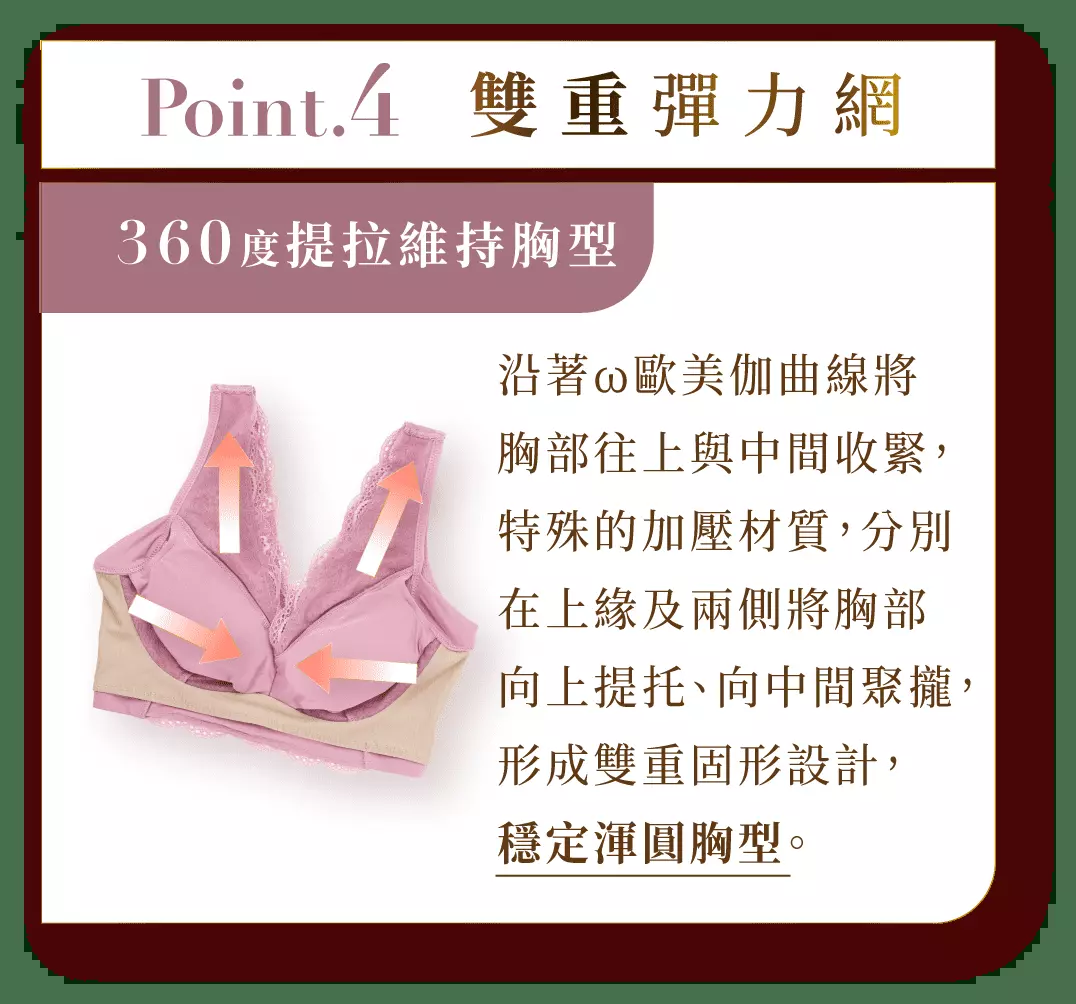 Point.4 雙重彈力網
360度提拉維持胸型
沿著ω歐美伽曲線將
胸部往上與中間收緊，
特殊的加壓材質，分別
在上緣及兩側將胸部
向上提托、向中間聚攏，
形成雙重固形設計，
穩定渾圓胸型。